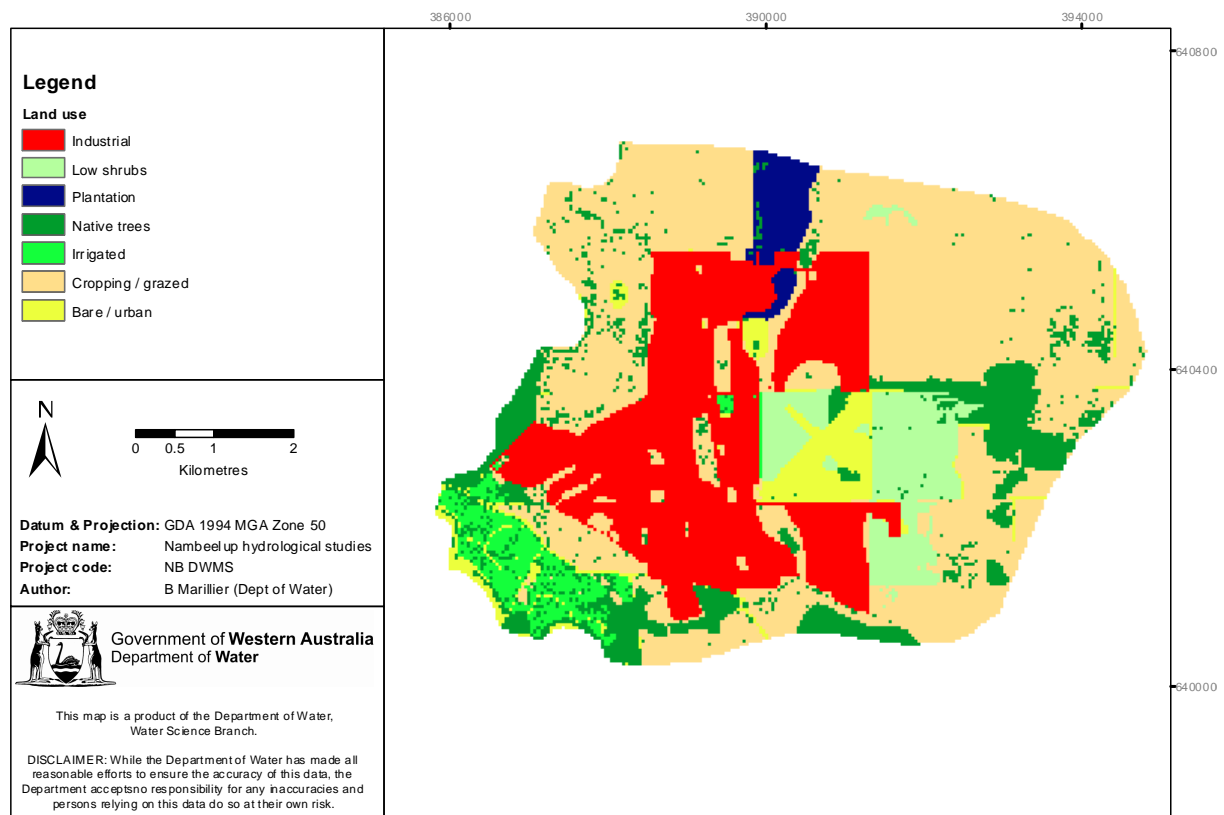 386000
390000
394000
640800
640400
640000
Legend
Land use
Industrial
Low shrubs
Plantation
Native trees
Irrigated
Cropping / grazed
Bare / urban
N
0 0.5 1 2
Kilometres
Datum & Projection: GDA 1994 MGA Zone 50
Project name: Nambeelup hydrological studies
Project code: NB DWMS
Author: B Marillier (Dept of Water)
Government of Western Australia
Department of Water
This map is a product of the Department of Water,
Water Science Branch.
DISCLAIMER: While the Department of Water has made all
reasonable efforts to ensure the accuracy of this data, the
Department acceptsno responsibility for any inaccuracies and
persons relying on this data do so at their own risk.